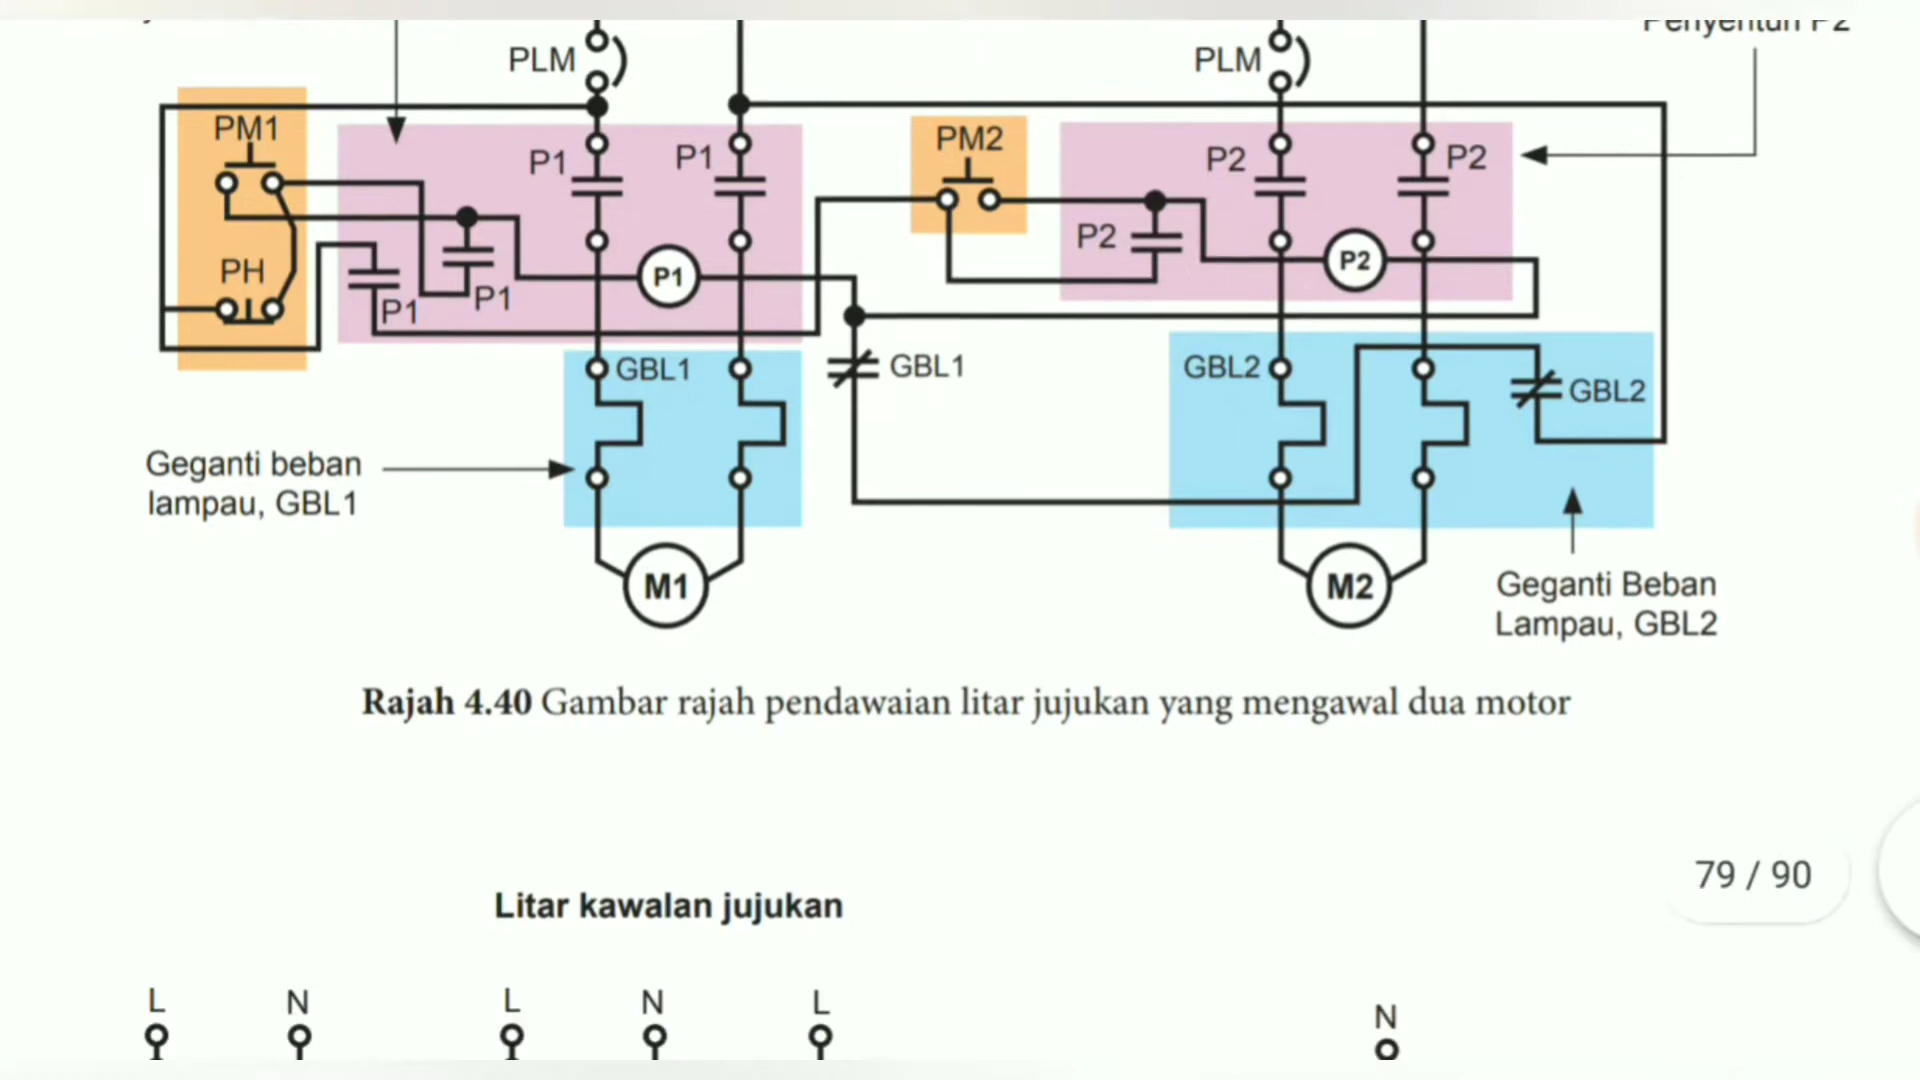 Penyentuh P2
PLM
PLM
PM1
P1
P1
PM2
P2
P2
PH
P1
P1
P1
P2
P2
GBL1
GBL1
GBL2
GBL2
Geganti beban
lampau, GBL1
M1
M2
Geganti Beban
Lampau, GBL2
Rajah 4.40 Gambar rajah pendawaian litar jujukan yang mengawal dua motor
79 / 90
Litar kawalan jujukan
L
N
L
N
L
N